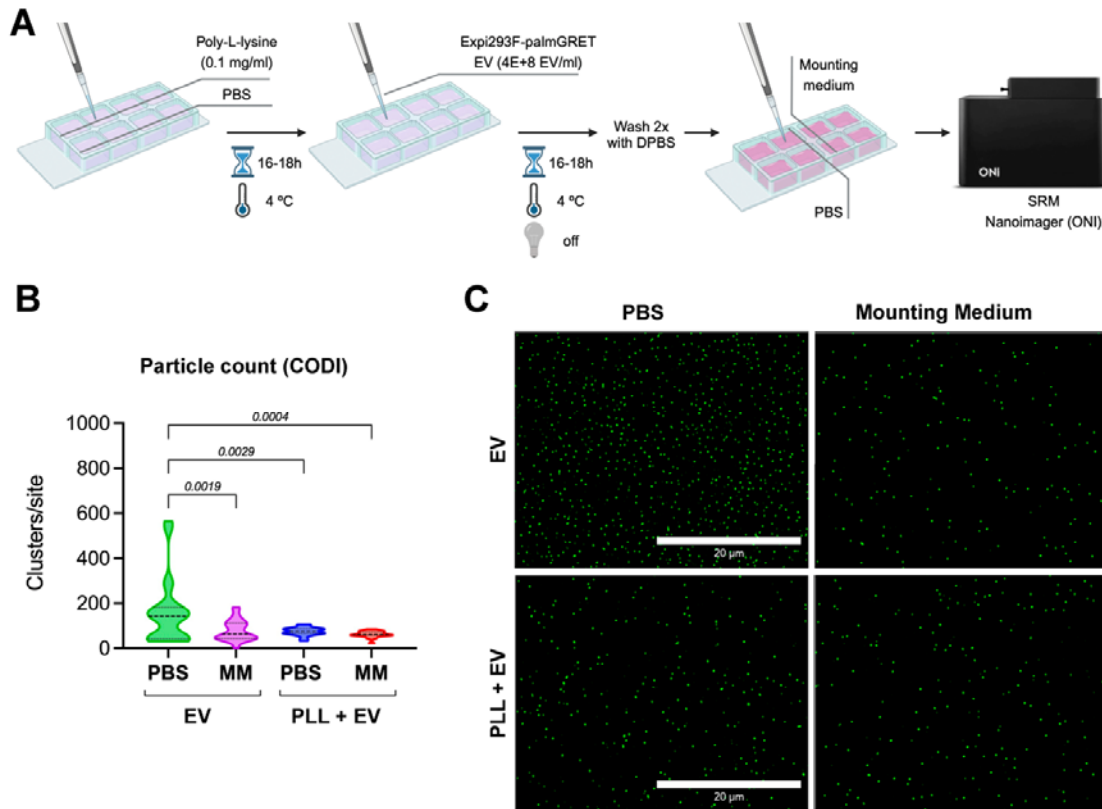 A
Poly-L-lysine
(0.1 mg/ml)
PBS
16-18h
4 ºC
Expi293F-palmGRET
EV (4E+8 EV/ml)
16-18h
4 ºC
off
Wash 2x
with DPBS
Mounting
medium
PBS
ONI
SRM
Nanoimager (ONI)
B
Particle count (CODI)
Clusters/site
1000
800
600
400
200
0
0.0004
0.0029
0.0019
PBS MM PBS MM
EV PLL + EV
C
PBS Mounting Medium
EV
20 µm
PLL + EV
20 µm